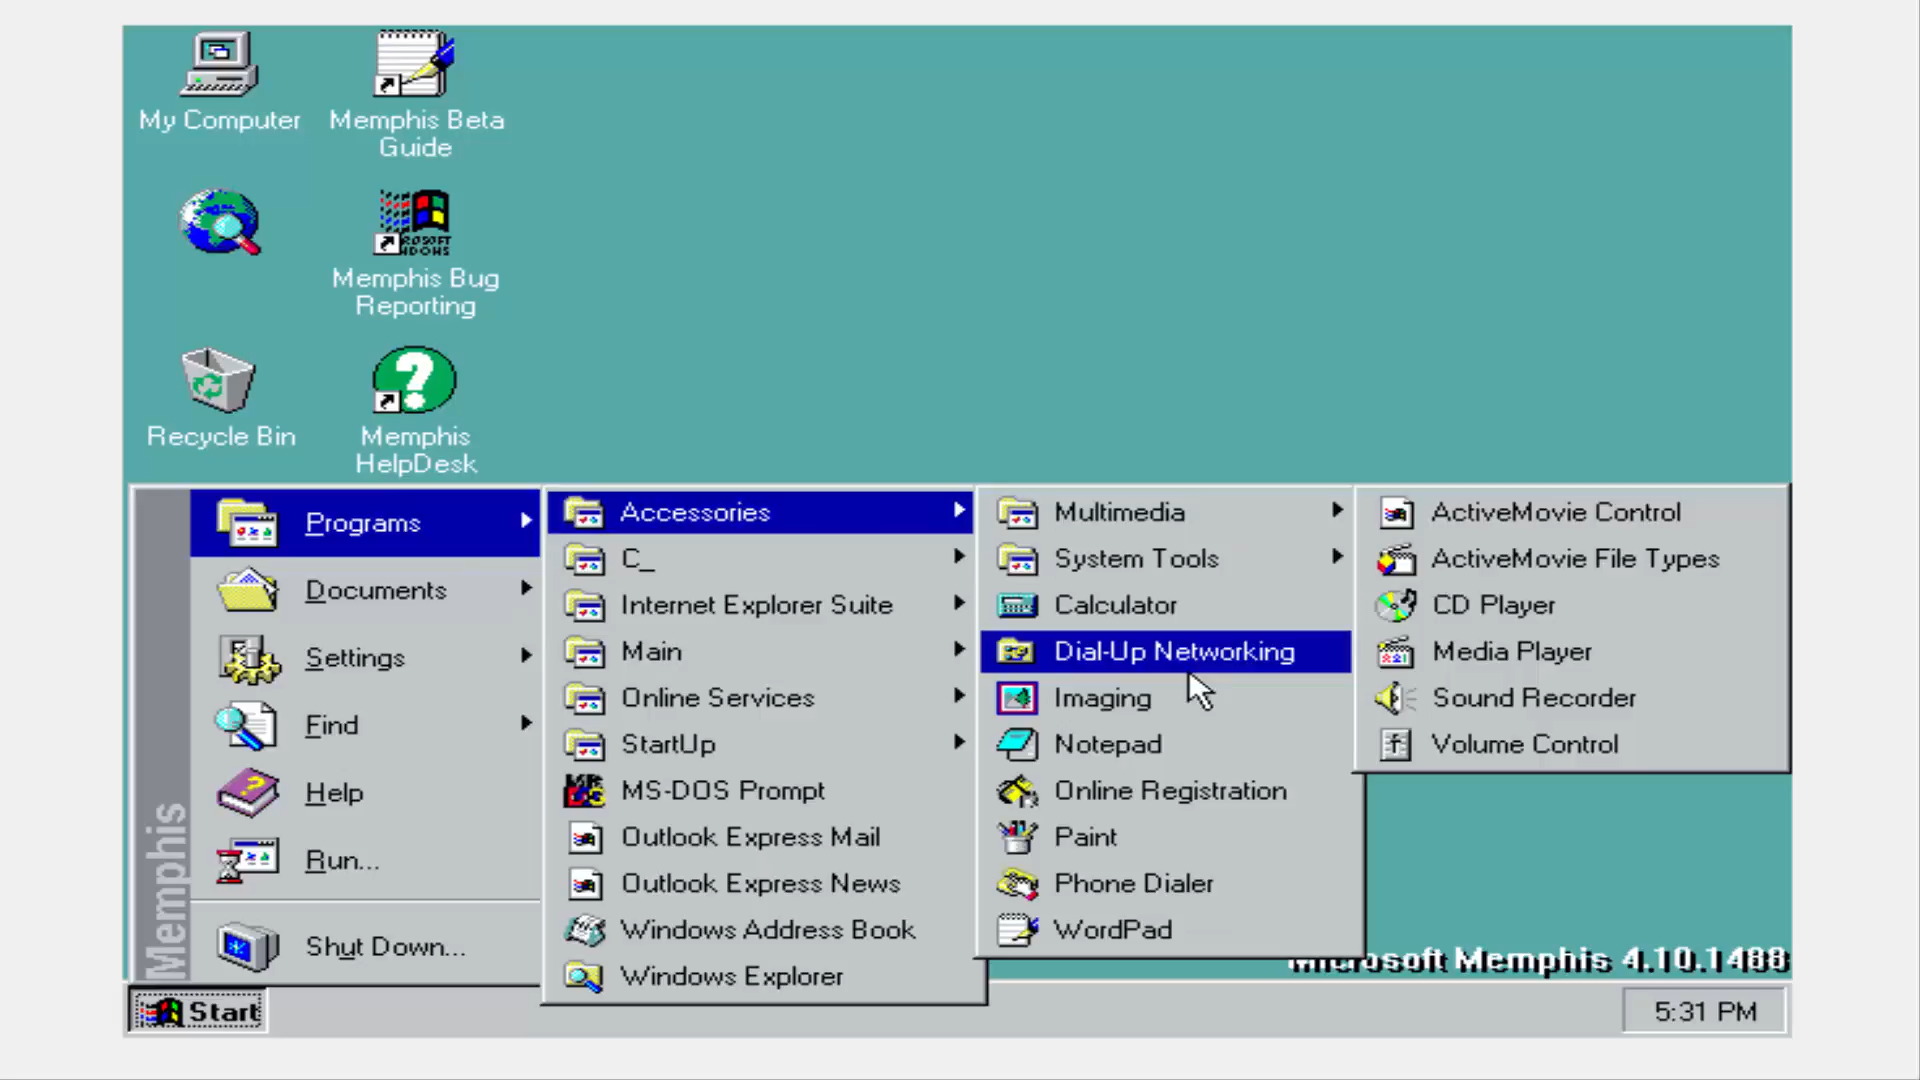 My Computer
Memphis Beta
Guide
Memphis Bug
Reporting
Recycle Bin
Memphis
HelpDesk
Programs
Documents
Settings
Find
Help
Run...
Shut Down...
Memphis
Accessories
C_
Internet Explorer Suite
Main
Online Services
StartUp
MS-DOS Prompt
Outlook Express Mail
Outlook Express News
Windows Address Book
Windows Explorer
Multimedia
System Tools
Calculator
Dial-Up Networking
Imaging
Notepad
Online Registration
Paint
Phone Dialer
WordPad
ActiveMovie Control
ActiveMovie File Types
CD Player
Media Player
Sound Recorder
Volume Control
Microsoft Memphis 4.10.1488
Start
5:31 PM